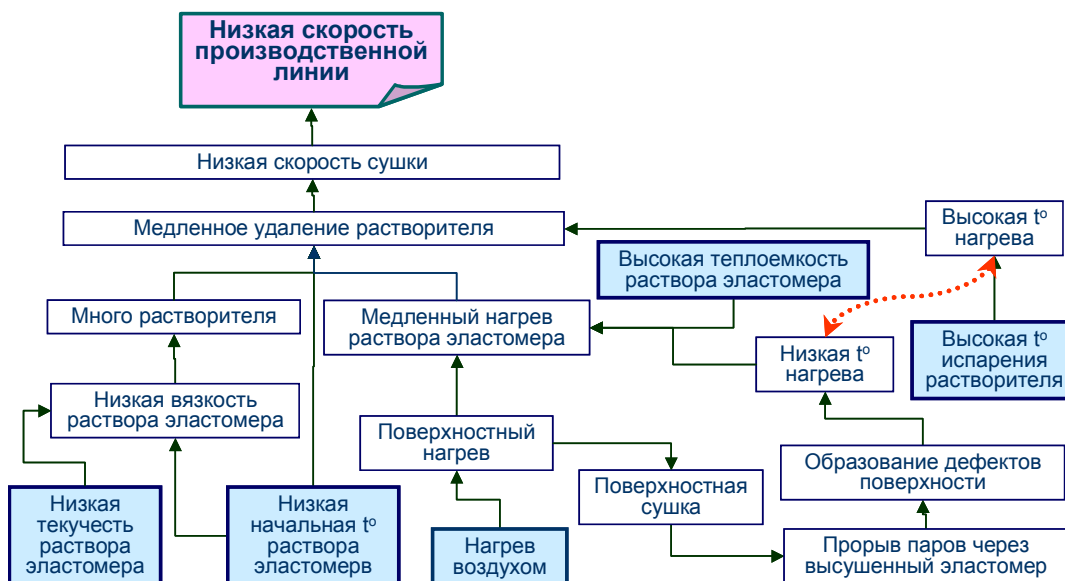 Низкая скорость
производственной
линии
Низкая скорость сушки
Медленное удаление растворителя
Высокая tº
нагрева
Высокая теплоемкость
раствора эластомера
Много растворителя
Медленный нагрев
раствора эластомера
Низкая tº
нагрева
Высокая tº
испарения
растворителя
Низкая вязкость
раствора эластомера
Поверхностный
нагрев
Образование дефектов
поверхности
Поверхностная
сушка
Низкая
текучесть
раствора
эластомера
Низкая
начальная tº
раствора
эластомерв
Нагрев
воздухом
Прорыв паров через
высушенный эластомер